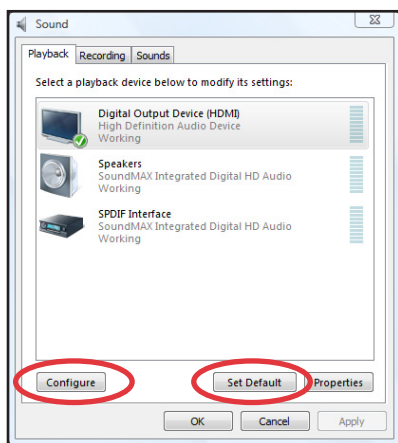 Sound
Playback Recording Sounds
Select a playback device below to modify its settings:
Digital Output Device (HDMI)
High Definition Audio Device
Working
Speakers
SoundMAX Integrated Digital HD Audio
Working
SPDIF Interface
SoundMAX Integrated Digital HD Audio
Working
Configure Set Default Properties
OK Cancel Apply